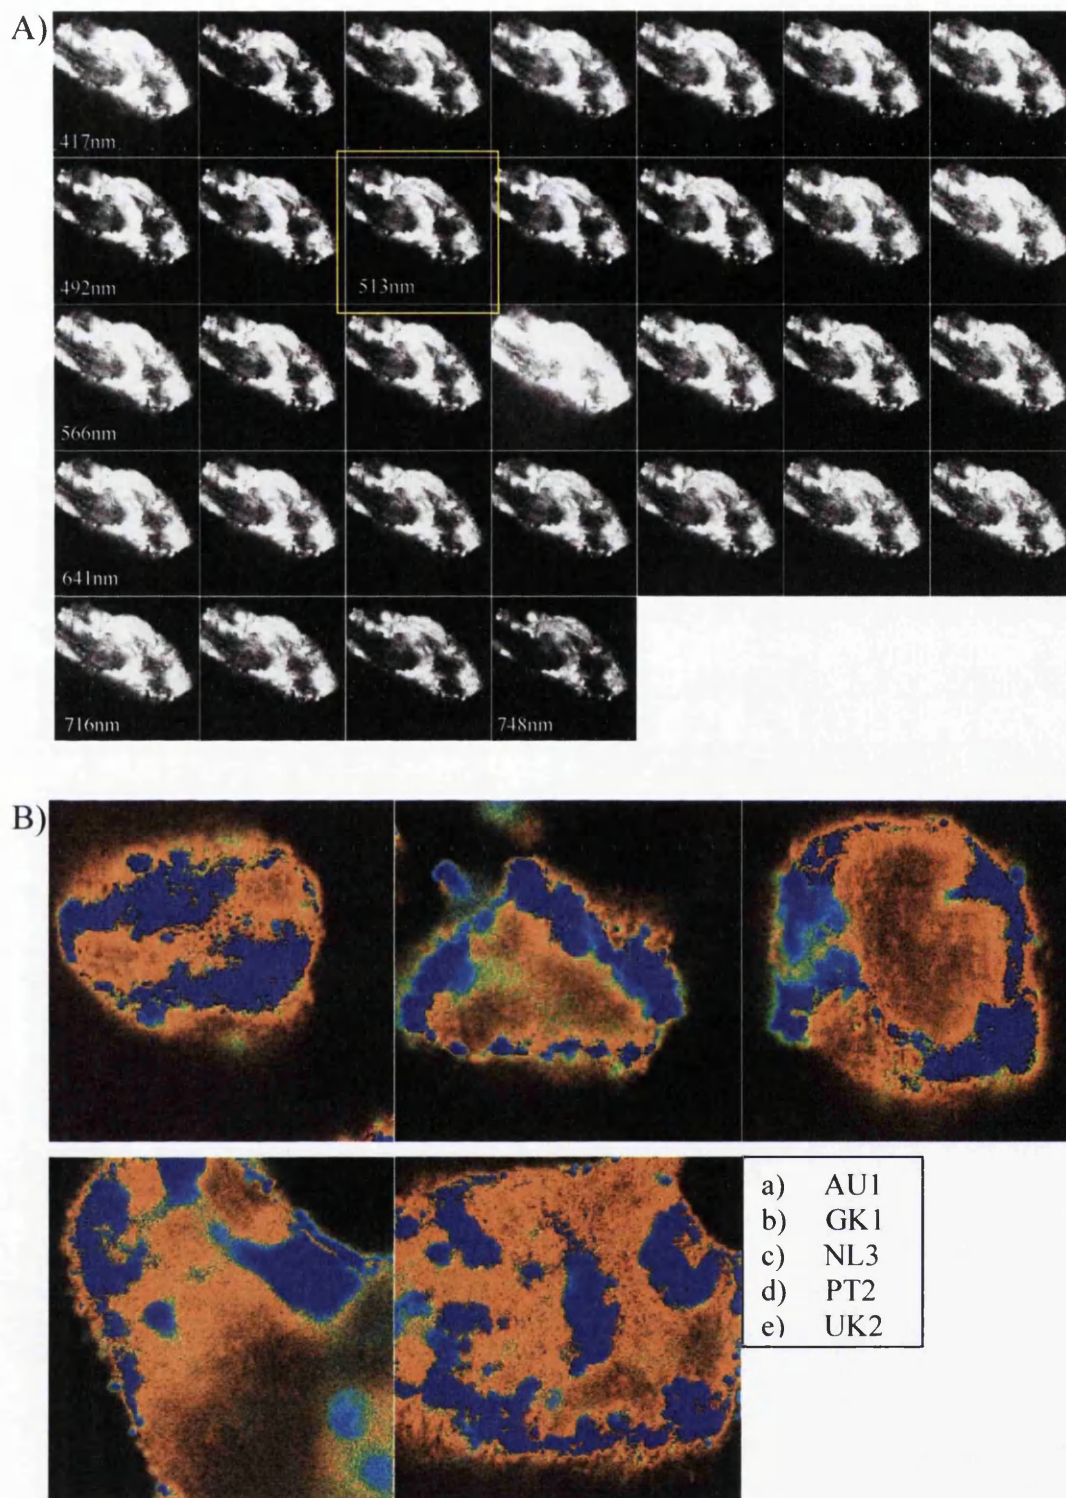 A)
417nm
492nm
513nm
566nm
641nm
716nm
748nm
B)
a) AU1
b) GK1
c) NL3
d) PT2
e) UK2